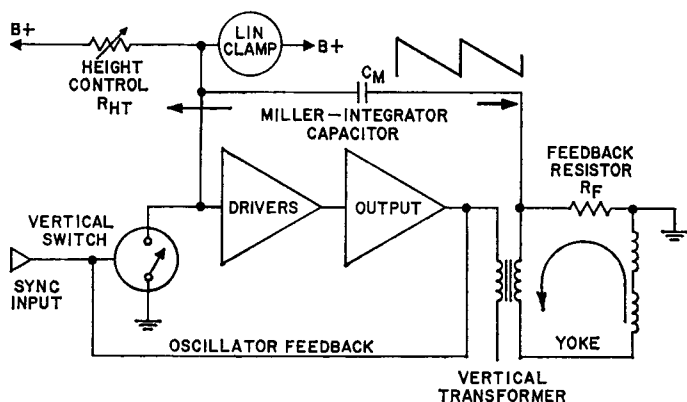 B+
LIN
CLAMP
B+
HEIGHT
CONTROL
RHT
CM
MILLER-INTEGRATOR
CAPACITOR
FEEDBACK
RESISTOR
RF
DRIVERS
OUTPUT
VERTICAL
SWITCH
SYNC
INPUT
OSCILLATOR FEEDBACK
YOKE
VERTICAL
TRANSFORMER